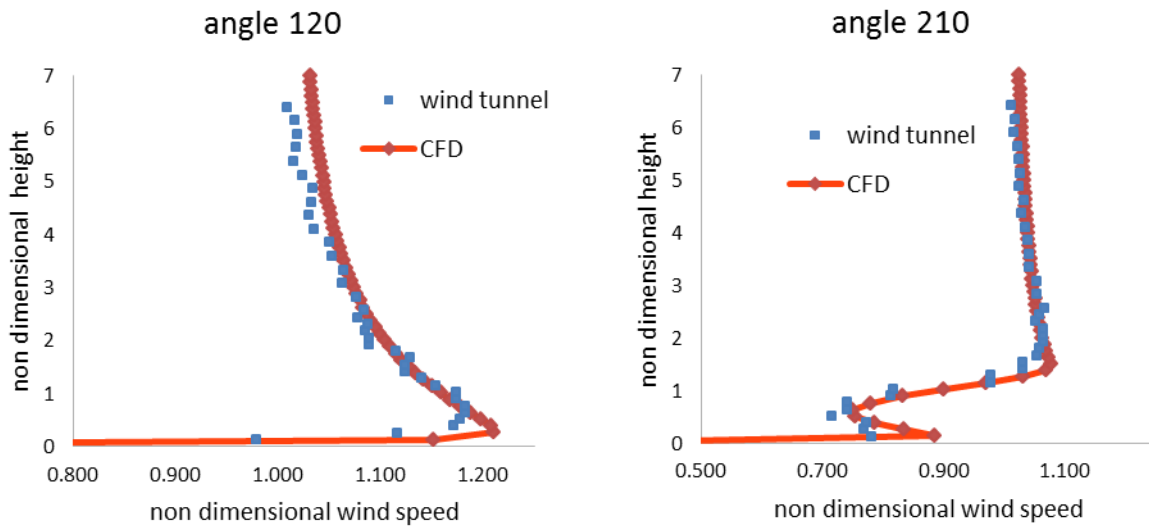 angle 120
7
6
5
4
3
2
1
0
non dimensional height
wind tunnel
CFD
0.800 0.900 1.000 1.100 1.200
non dimensional wind speed
angle 210
7
6
5
4
3
2
1
0
non dimensional height
wind tunnel
CFD
0.500 0.700 0.900 1.100
non dimensional wind speed